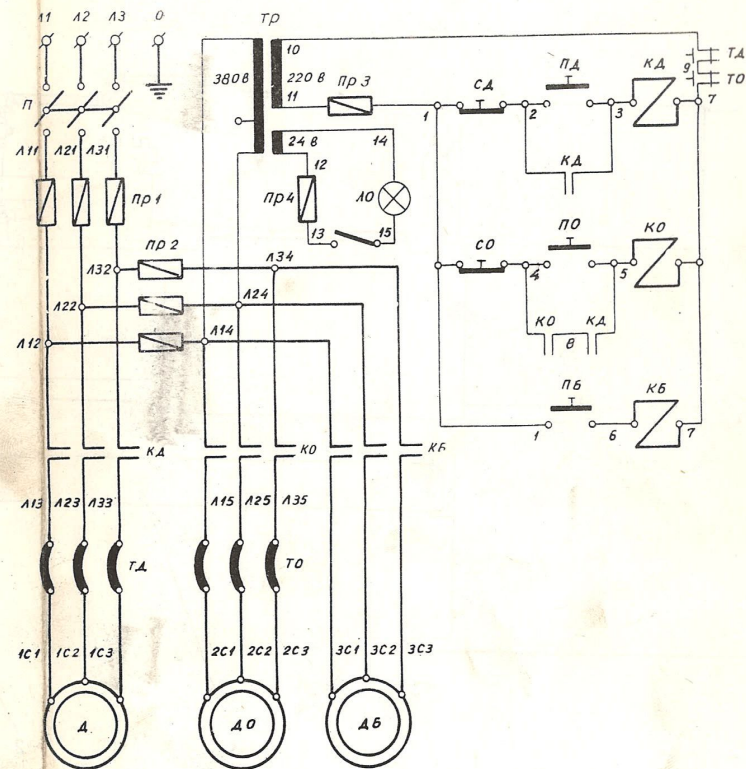 Л1 Л2 Л3 0 ТР
10 ТД
380В 220В Пр3 9 ТО
11 СД ПД КД 7
П 1 2 3
Л11 Л21 Л31 24В 14 КД
12
Пр1 Пр4 ЛО
13 15
Пр2 Л34 СО ПО КО
Л32 4 5
Л22 Л24 КО КД
Л12 Л14 8
ПБ КБ
1 6 7
КД КО КБ
Л13 Л23 Л33 Л15 Л25 Л35
ТД ТО
1С1 1С2 1С3 2С1 2С2 2С3 3С1 3С2 3С3
Д ДО ДБ